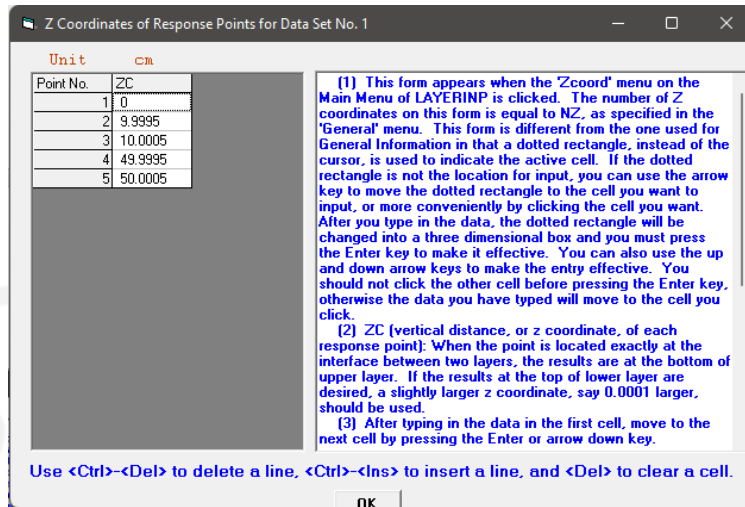 Z Coordinates of Response Points for Data Set No. 1
Unit cm
Point No. ZC
1 0
2 9.9995
3 10.0005
4 49.9995
5 50.0005
(1) This form appears when the 'Zcoord' menu on the
Main Menu of LAYERINP is clicked. The number of Z
coordinates on this form is equal to NZ, as specified in the
'General' menu. This form is different from the one used for
General Information in that a dotted rectangle, instead of the
cursor, is used to indicate the active cell. If the dotted
rectangle is not the location for input, you can use the arrow
key to move the dotted rectangle to the cell you want to
input, or more conveniently by clicking the cell you want.
After you type in the data, the dotted rectangle will be
changed into a three dimensional box and you must press
the Enter key to make it effective. You can also use the up
and down arrow keys to make the entry effective. You
should not click the other cell before pressing the Enter key,
otherwise the data you have typed will move to the cell you
click.
(2) ZC (vertical distance, or z coordinate, of each
response point): When the point is located exactly at the
interface between two layers, the results are at the bottom of
upper layer. If the results at the top of lower layer are
desired, a slightly larger z coordinate, say 0.0001 larger,
should be used.
(3) After typing in the data in the first cell, move to the
next cell by pressing the Enter or arrow down key.
Use <Ctrl>-<Del> to delete a line, <Ctrl>-<Ins> to insert a line, and <Del> to clear a cell.
OK